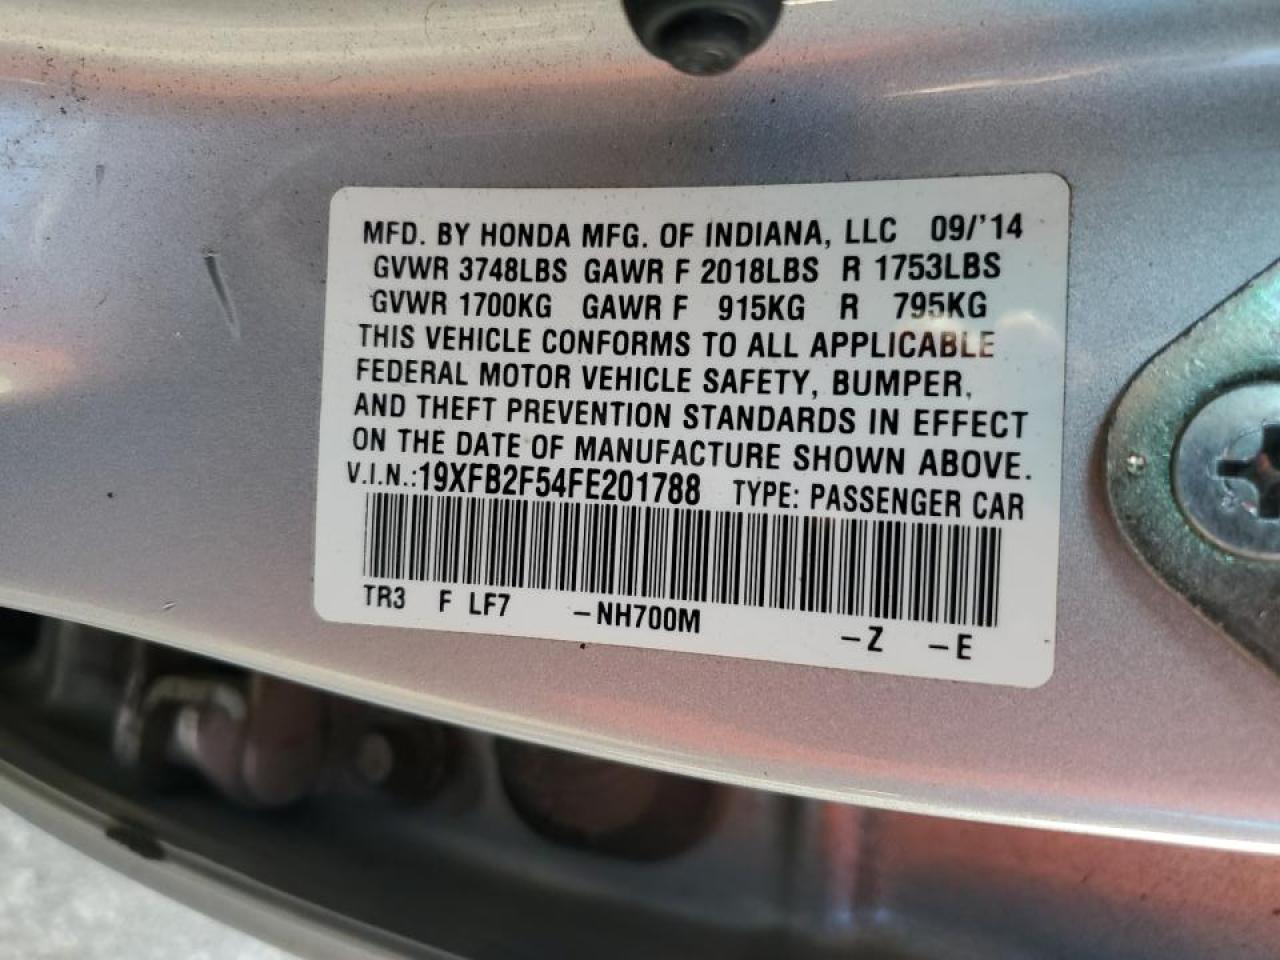 MFD. BY HONDA MFG. OF INDIANA, LLC 09/'14
GVWR 3748LBS GAWR F 2018LBS R 1753LBS
GVWR 1700KG GAWR F 915KG R 795KG
THIS VEHICLE CONFORMS TO ALL APPLICABLE
FEDERAL MOTOR VEHICLE SAFETY, BUMPER,
AND THEFT PREVENTION STANDARDS IN EFFECT
ON THE DATE OF MANUFACTURE SHOWN ABOVE.
V.I.N.:19XFB2F54FE201788 TYPE: PASSENGER CAR
TR3 F LF7 -NH700M -Z -E